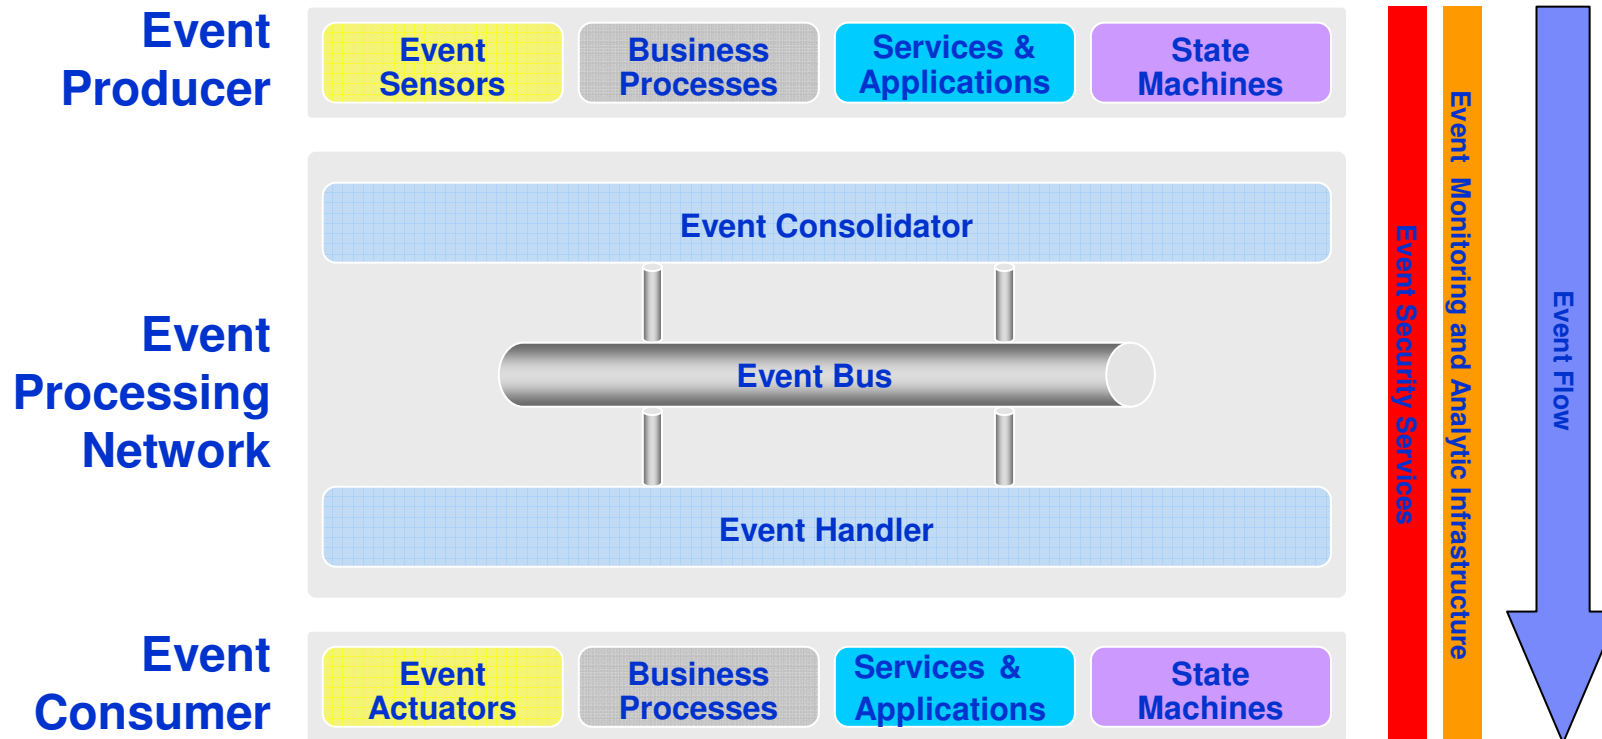 Event
Producer
Event
Sensors
Business
Processes
Services &
Applications
State
Machines
Event
Processing
Network
Event Consolidator
Event Bus
Event Handler
Event
Consumer
Event
Actuators
Business
Processes
Services &
Applications
State
Machines
Event Security Services
Event Monitoring and Analytic Infrastructure
Event Flow